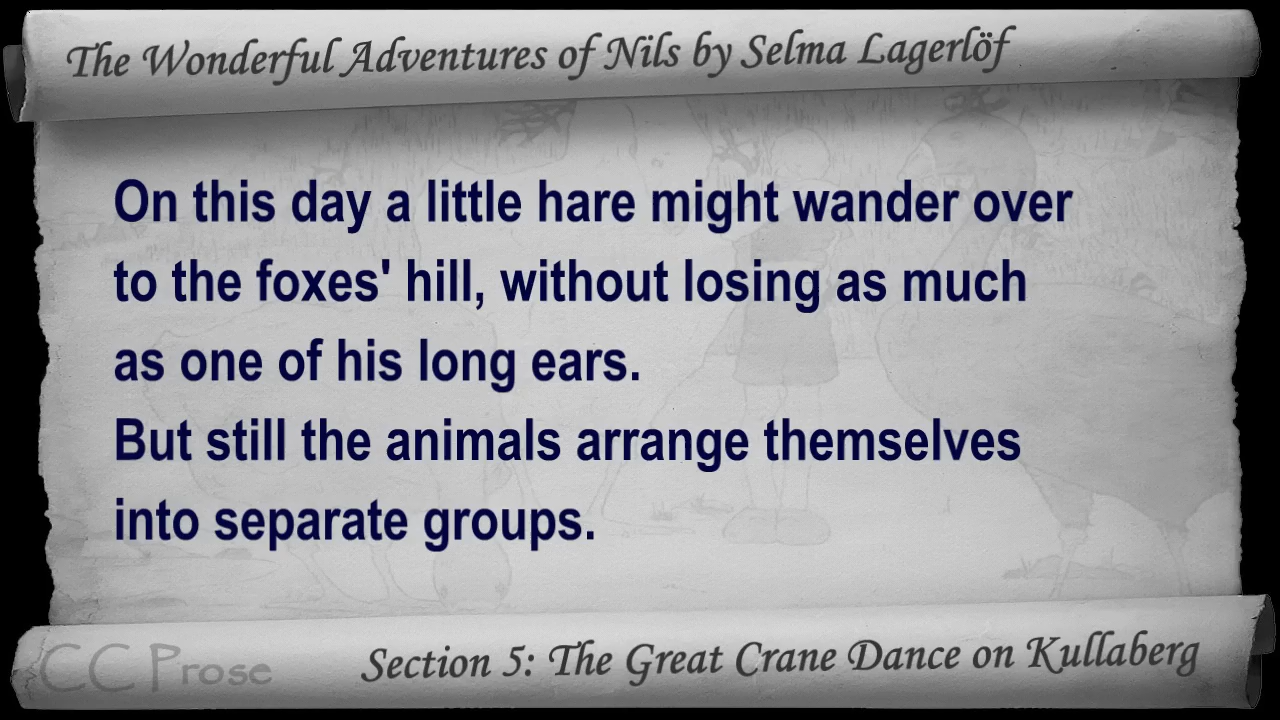 The Wonderful Adventures of Nils by Selma Lagerlöf
On this day a little hare might wander over
to the foxes' hill, without losing as much
as one of his long ears.
But still the animals arrange themselves
into separate groups.
CC Prose
Section 5: The Great Crane Dance on Kullaberg